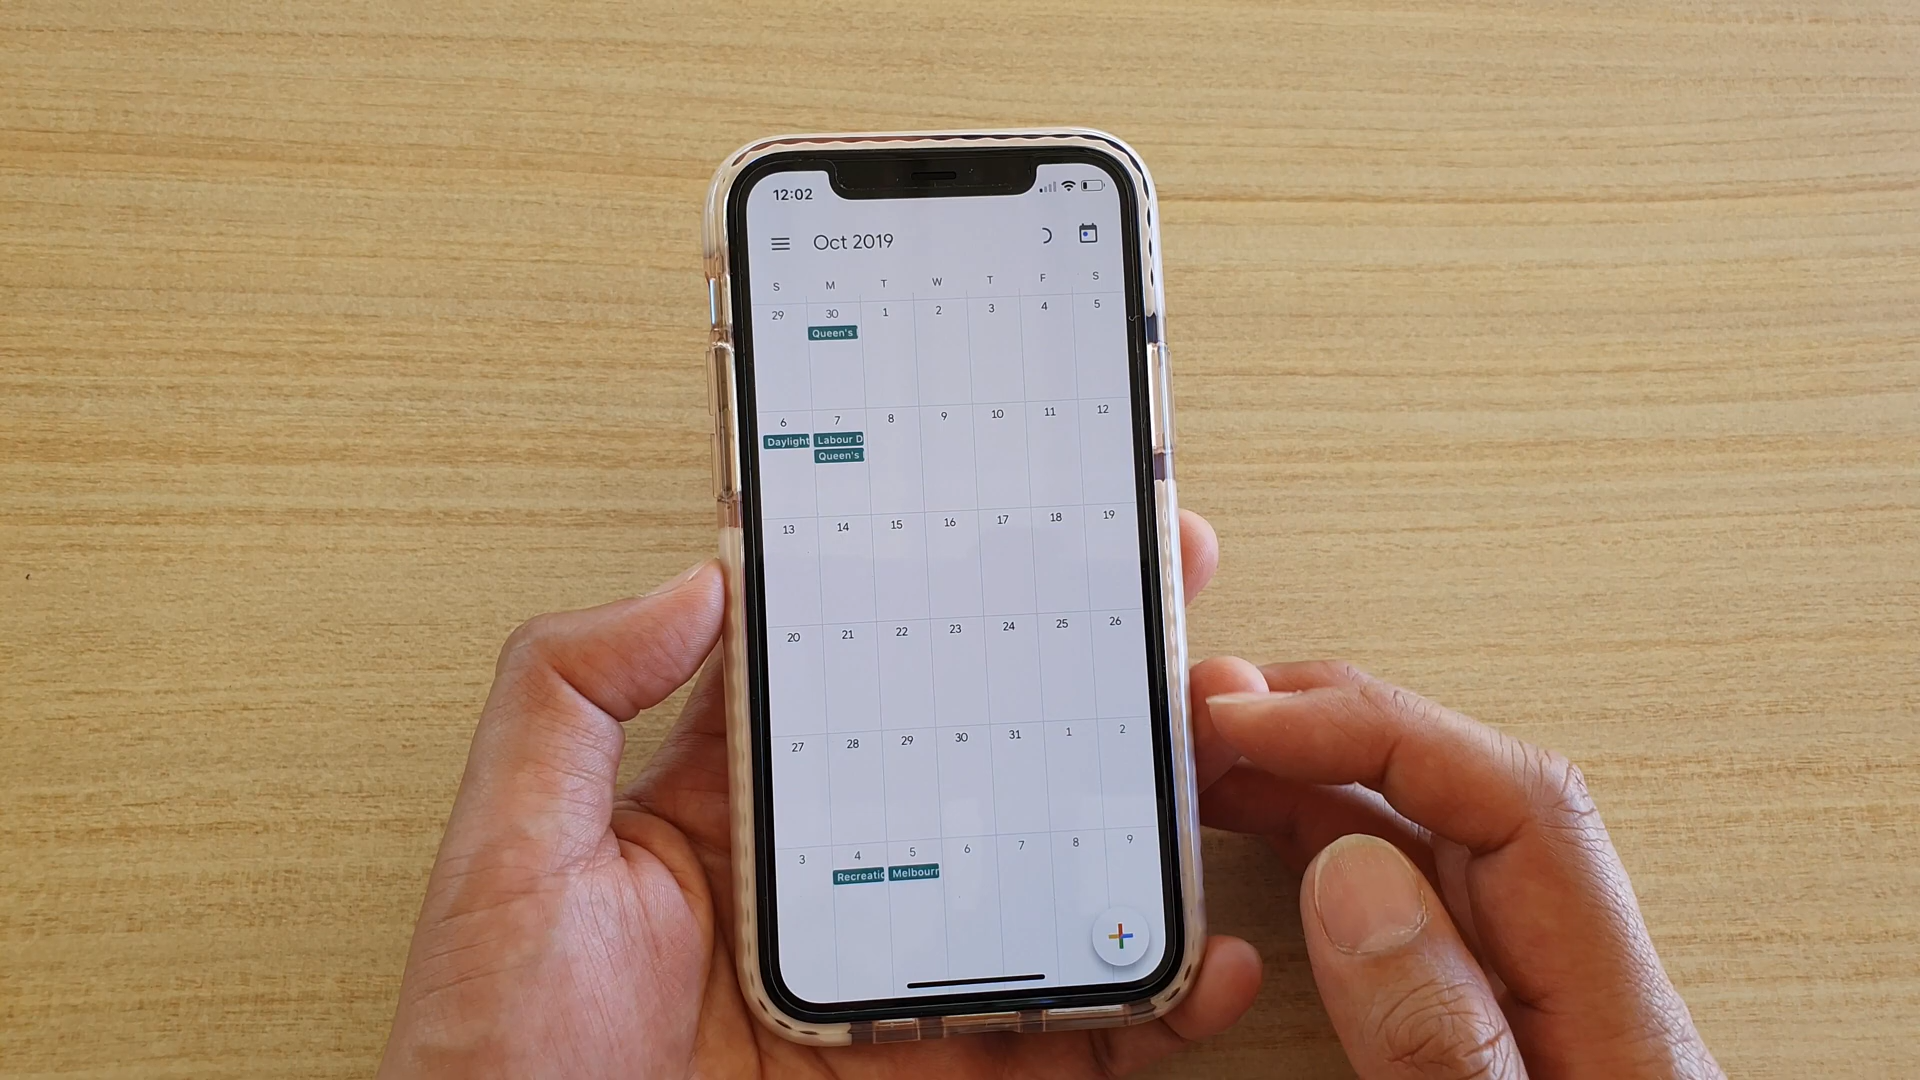 12:02
Oct 2019
S M T W T F S
29 30 1 2 3 4 5
Queen's
6 7 8 9 10 11 12
Daylight Labour D
Queen's
13 14 15 16 17 18 19
20 21 22 23 24 25 26
27 28 29 30 31 1 2
3 4 5 6 7 8 9
Recreatic Melbourn